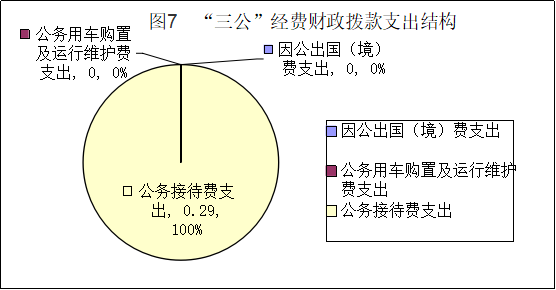 图7 “三公”经费财政拨款支出结构
公务用车购置
及运行维护费
支出, 0, 0%
因公出国（境）
费支出, 0, 0%
公务接待费支
出, 0.29,
100%
因公出国（境）费支出
公务用车购置及运行维护
费支出
公务接待费支出